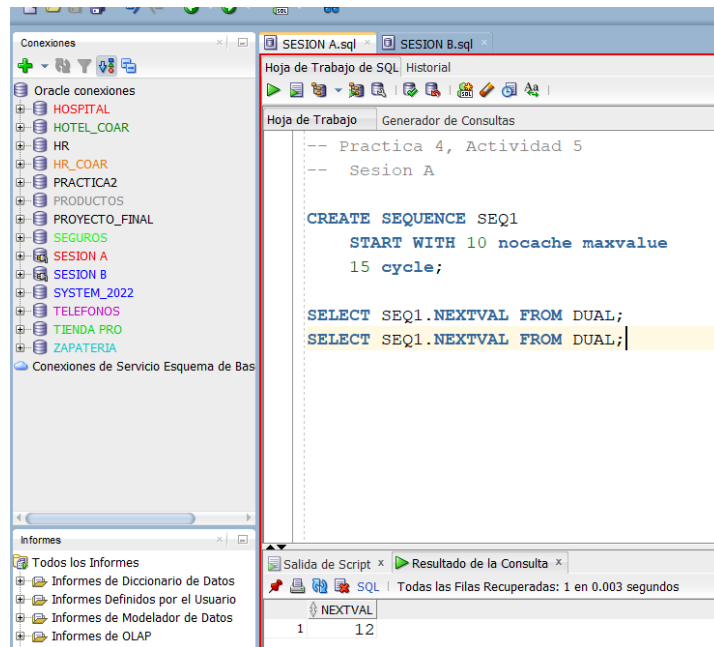 Conexiones
Oracle conexiones
HOSPITAL
HOTEL_COAR
HR
HR_COAR
PRACTICA2
PRODUCTOS
PROYECTO_FINAL
SEGUROS
SESION A
SESION B
SYSTEM_2022
TELEFONOS
TIENDA PRO
ZAPATERIA
Conexiones de Servicio Esquema de Bas
Informes
Todos los Informes
Informes de Diccionario de Datos
Informes Definidos por el Usuario
Informes de Modelador de Datos
Informes de OLAP
SESION A.sql SESION B.sql
Hoja de Trabajo de SQL Historial
Hoja de Trabajo Generador de Consultas
-- Practica 4, Actividad 5
-- Sesion A
CREATE SEQUENCE SEQ1
START WITH 10 nocache maxvalue
15 cycle;
SELECT SEQ1.NEXTVAL FROM DUAL;
SELECT SEQ1.NEXTVAL FROM DUAL;
Salida de Script x Resultado de la Consulta x
SQL | Todas las Filas Recuperadas: 1 en 0.003 segundos
NEXTVAL
1 12